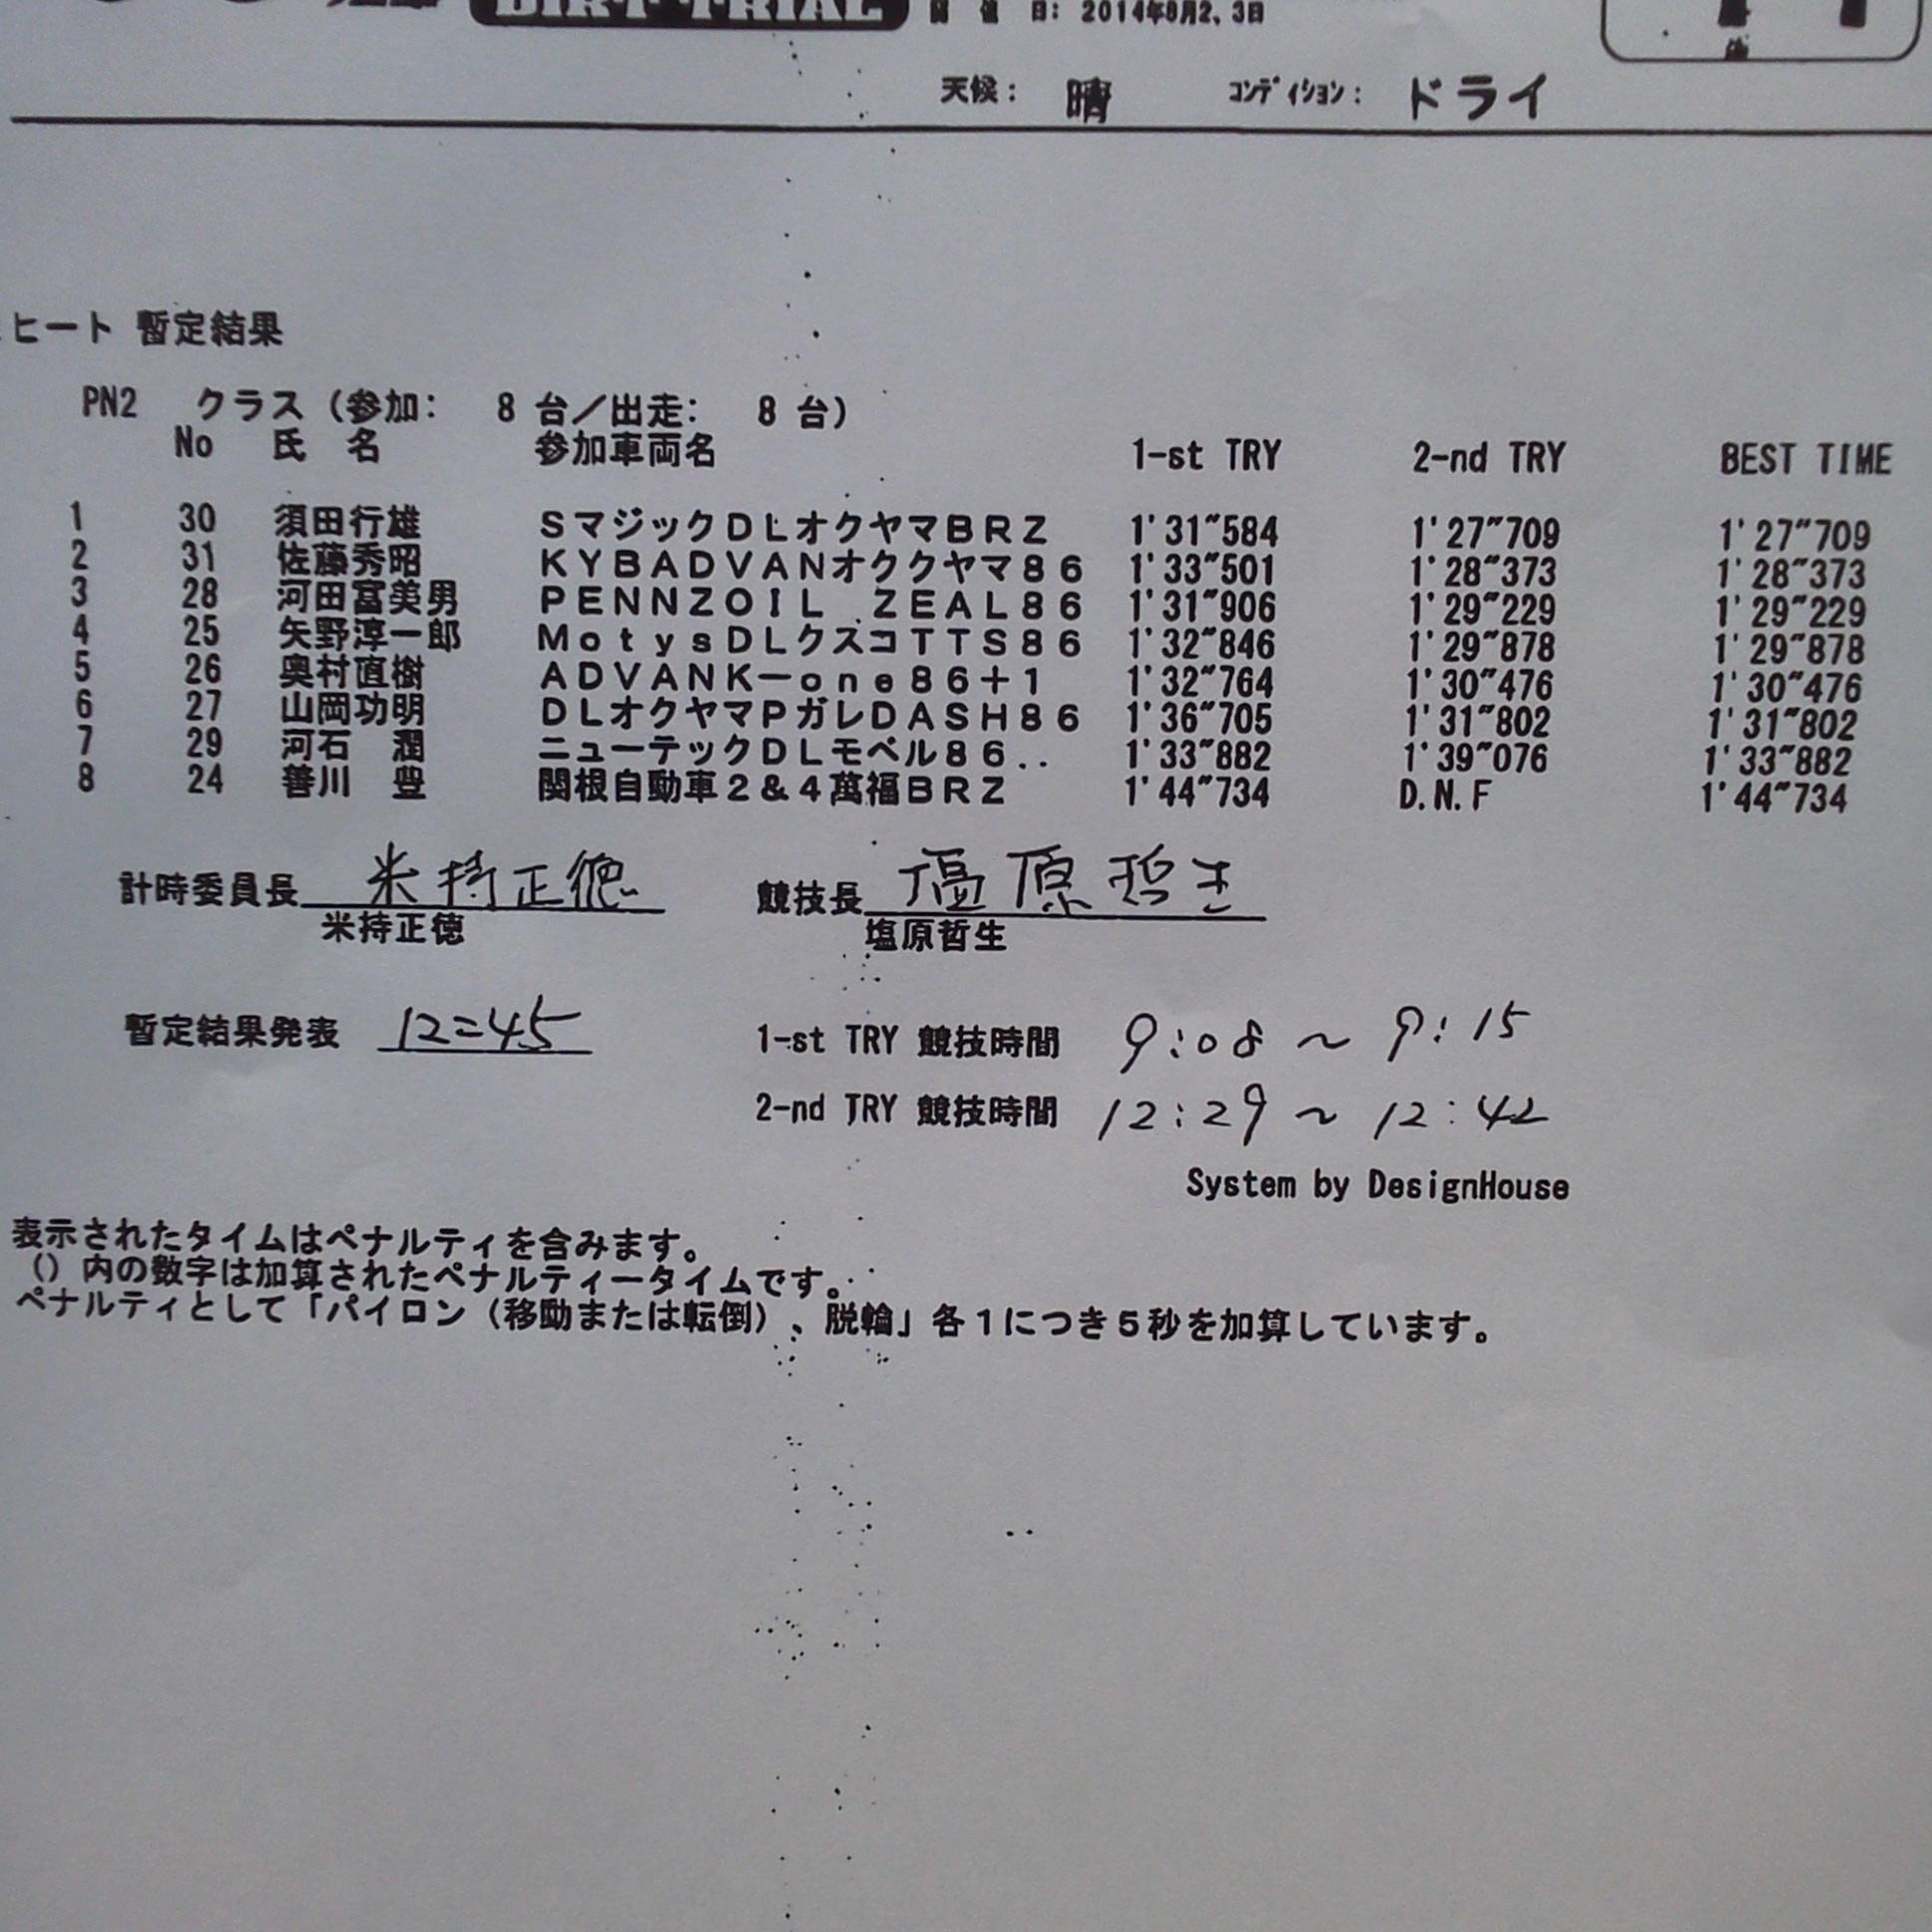 DIRT TRIAL 開 催 日: 2014年8月2、3日
天候: 晴 コンディション: ドライ
ヒート 暫定結果
PN2 クラス (参加: 8 台/出走: 8 台)
No 氏 名 参加車両名 1-st TRY 2-nd TRY BEST TIME
1 30 須田行雄 SマジックDLオクヤマBRZ 1'31"584 1'27"709 1'27"709
2 31 佐藤秀昭 KYBADVANオククヤマ86 1'33"501 1'28"373 1'28"373
3 28 河田富美男 PENNZOIL ZEAL86 1'31"906 1'29"229 1'29"229
4 25 矢野淳一郎 MotysDLクスコTTS86 1'32"846 1'29"878 1'29"878
5 26 奥村直樹 ADVANK-one86+1 1'32"764 1'30"476 1'30"476
6 27 山岡功明 DLオクヤマPガレDASH86 1'36"705 1'31"802 1'31"802
7 29 河石 潤 ニューテックDLモベル86.. 1'33"882 1'39"076 1'33"882
8 24 善川 豊 関根自動車2&4萬福BRZ 1'44"734 D.N.F 1'44"734
計時委員長 米持正徳 競技長 塩原哲生
米持正徳 塩原哲生
暫定結果発表 12=45 1-st TRY 競技時間 9:08 ~ 9:15
2-nd TRY 競技時間 12:29 ~ 12:42
System by DesignHouse
表示されたタイムはペナルティを含みます。
()内の数字は加算されたペナルティータイムです。
ペナルティとして「パイロン(移動または転倒)、脱輪」各1につき5秒を加算しています。